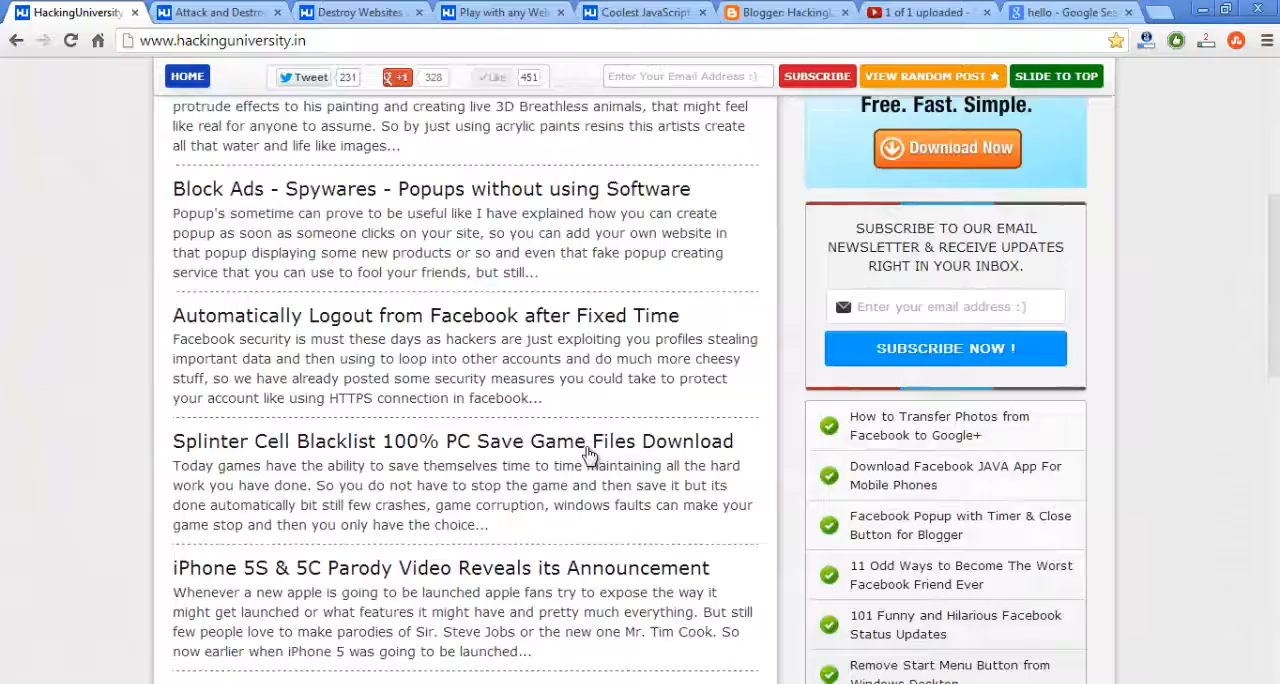 HackingUniversity
Attack and Destroy
Destroy Websites
Play with any Web
Coolest JavaScript
Blogger: HackingU
1 of 1 uploaded -
hello - Google Sea
www.hackinguniversity.in
2
HOME
Tweet 231
+1 328
Like 451
Enter Your Email Address :)
SUBSCRIBE
VIEW RANDOM POST ★
SLIDE TO TOP
protrude effects to his painting and creating live 3D Breathless animals, that might feel
like real for anyone to assume. So by just using acrylic paints resins this artists create
all that water and life like images...
Block Ads - Spywares - Popups without using Software
Popup's sometime can prove to be useful like I have explained how you can create
popup as soon as someone clicks on your site, so you can add your own website in
that popup displaying some new products or so and even that fake popup creating
service that you can use to fool your friends, but still...
Automatically Logout from Facebook after Fixed Time
Facebook security is must these days as hackers are just exploiting you profiles stealing
important data and then using to loop into other accounts and do much more cheesy
stuff, so we have already posted some security measures you could take to protect
your account like using HTTPS connection in facebook...
Splinter Cell Blacklist 100% PC Save Game Files Download
Today games have the ability to save themselves time to time maintaining all the hard
work you have done. So you do not have to stop the game and then save it but its
done automatically bit still few crashes, game corruption, windows faults can make your
game stop and then you only have the choice...
iPhone 5S & 5C Parody Video Reveals its Announcement
Whenever a new apple is going to be launched apple fans try to expose the way it
might get launched or what features it might have and pretty much everything. But still
few people love to make parodies of Sir. Steve Jobs or the new one Mr. Tim Cook. So
now earlier when iPhone 5 was going to be launched...
Free. Fast. Simple.
Download Now
SUBSCRIBE TO OUR EMAIL
NEWSLETTER & RECEIVE UPDATES
RIGHT IN YOUR INBOX.
Enter your email address :)
SUBSCRIBE NOW !
How to Transfer Photos from
Facebook to Google+
Download Facebook JAVA App For
Mobile Phones
Facebook Popup with Timer & Close
Button for Blogger
11 Odd Ways to Become The Worst
Facebook Friend Ever
101 Funny and Hilarious Facebook
Status Updates
Remove Start Menu Button from
Windows Desktop